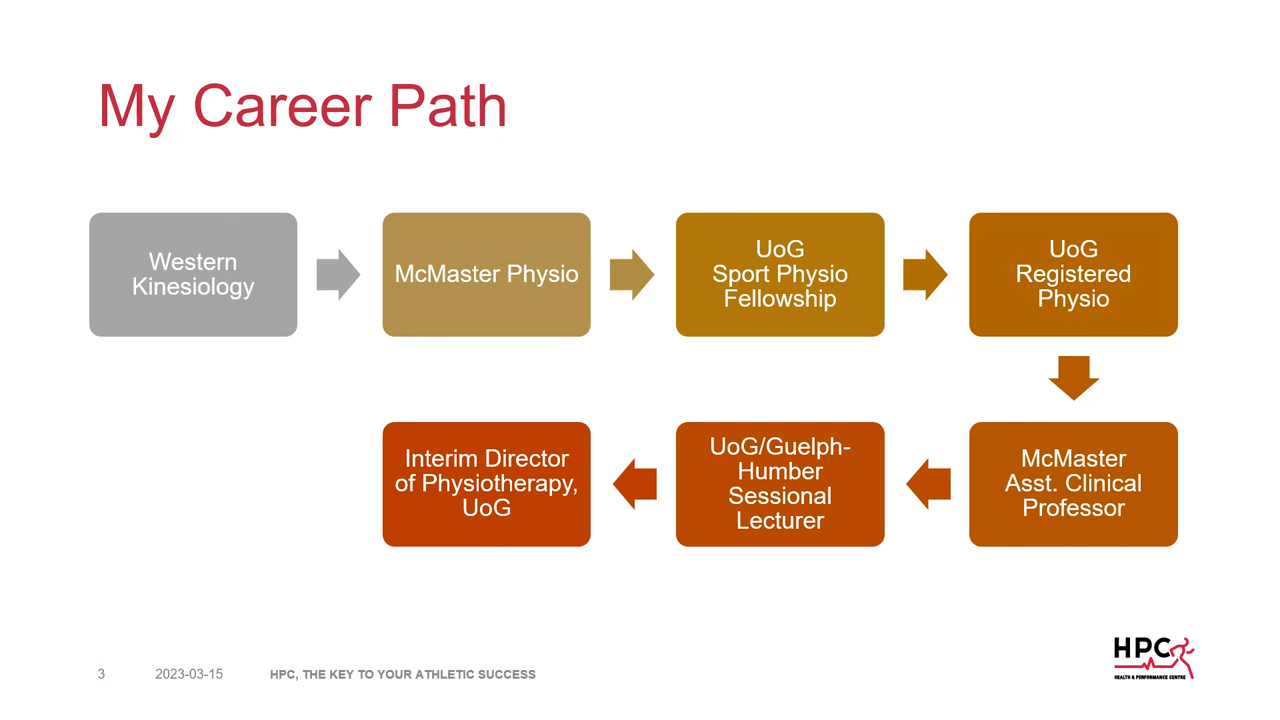 My Career Path
Western
Kinesiology
McMaster Physio
UoG
Sport Physio
Fellowship
UoG
Registered
Physio
McMaster
Asst. Clinical
Professor
UoG/Guelph-
Humber
Sessional
Lecturer
Interim Director
of Physiotherapy,
UoG
3 2023-03-15 HPC, THE KEY TO YOUR ATHLETIC SUCCESS
HPC
HEALTH & PERFORMANCE CENTRE